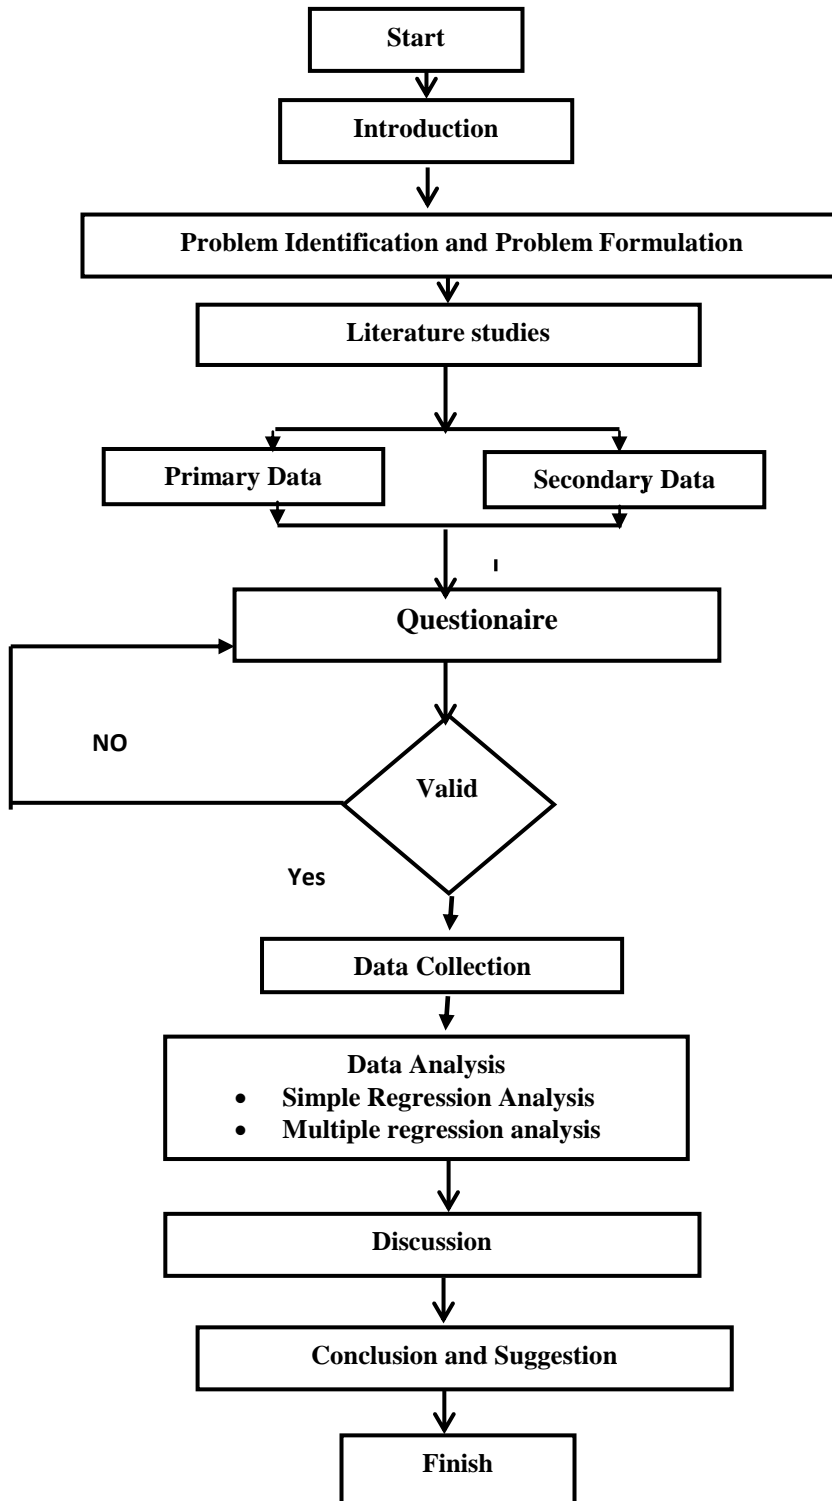 Start
Introduction
Problem Identification and Problem Formulation
Literature studies
Primary Data
Secondary Data
Questionaire
NO
Valid
Yes
Data Collection
Data Analysis
• Simple Regression Analysis
• Multiple regression analysis
Discussion
Conclusion and Suggestion
Finish